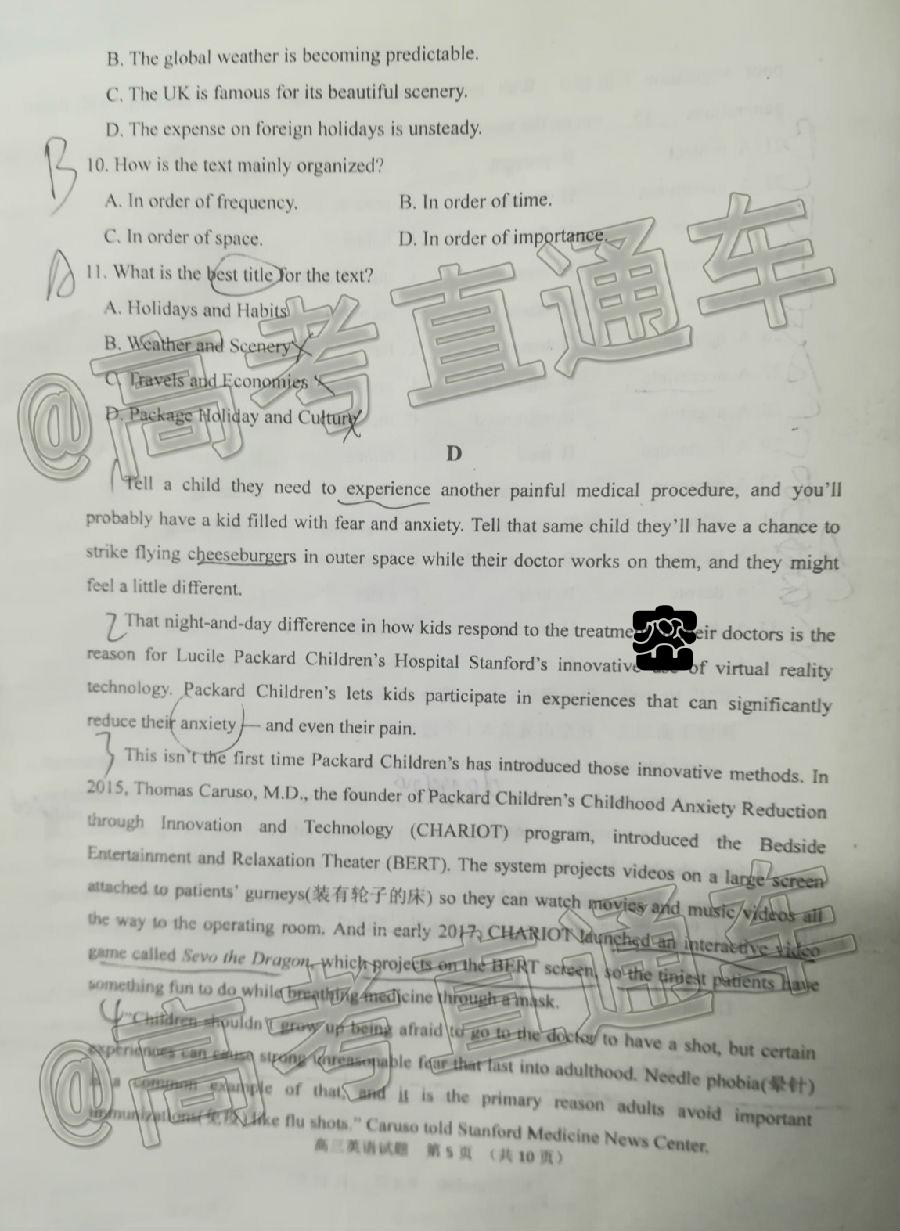 B. The global weather is becoming predictable.
C. The UK is famous for its beautiful scenery.
D. The expense on foreign holidays is unsteady.
B
10. How is the text mainly organized?
A. In order of frequency. B. In order of time.
C. In order of space. D. In order of importance.
11. What is the best title for the text?
A. Holidays and Habits
B. Weather and Scenery
C. Travels and Economies
D. Package Holiday and Culture
@高考直通车
D
1 Tell a child they need to experience another painful medical procedure, and you'll
probably have a kid filled with fear and anxiety. Tell that same child they'll have a chance to
strike flying cheeseburgers in outer space while their doctor works on them, and they might
feel a little different.
2 That night-and-day difference in how kids respond to the doctors is the
reason for Lucile Packard Children's Hospital Stanford's innovative of virtual reality
technology. Packard Children's lets kids participate in experiences that can significantly
reduce their anxiety — and even their pain.
3 This isn't the first time Packard Children's has introduced those innovative methods. In
2015, Thomas Caruso, M.D., the founder of Packard Children's Childhood Anxiety Reduction
through Innovation and Technology (CHARIOT) program, introduced the Bedside
Entertainment and Relaxation Theater (BERT). The system projects videos on a large screen
attached to patients' gurneys(装有轮子的床) so they can watch movies and music videos all
the way to the operating room. And in early 2017, CHARIOT launched an interactive video
game called Sevo the Dragon, which projects on the BERT screen, so the tiniest patients have
something fun to do while breathing medicine through a mask.
4 "Children shouldn't grow up being afraid to go to the doctor to have a shot, but certain
experiences can cause strong unreasonable fear that last into adulthood. Needle phobia(晕针)
a common example of that, and it is the primary reason adults avoid important
immunizations(免疫) like flu shots." Caruso told Stanford Medicine News Center.
@高考直通车
高三英语试题 第 5 页 （共 10 页）